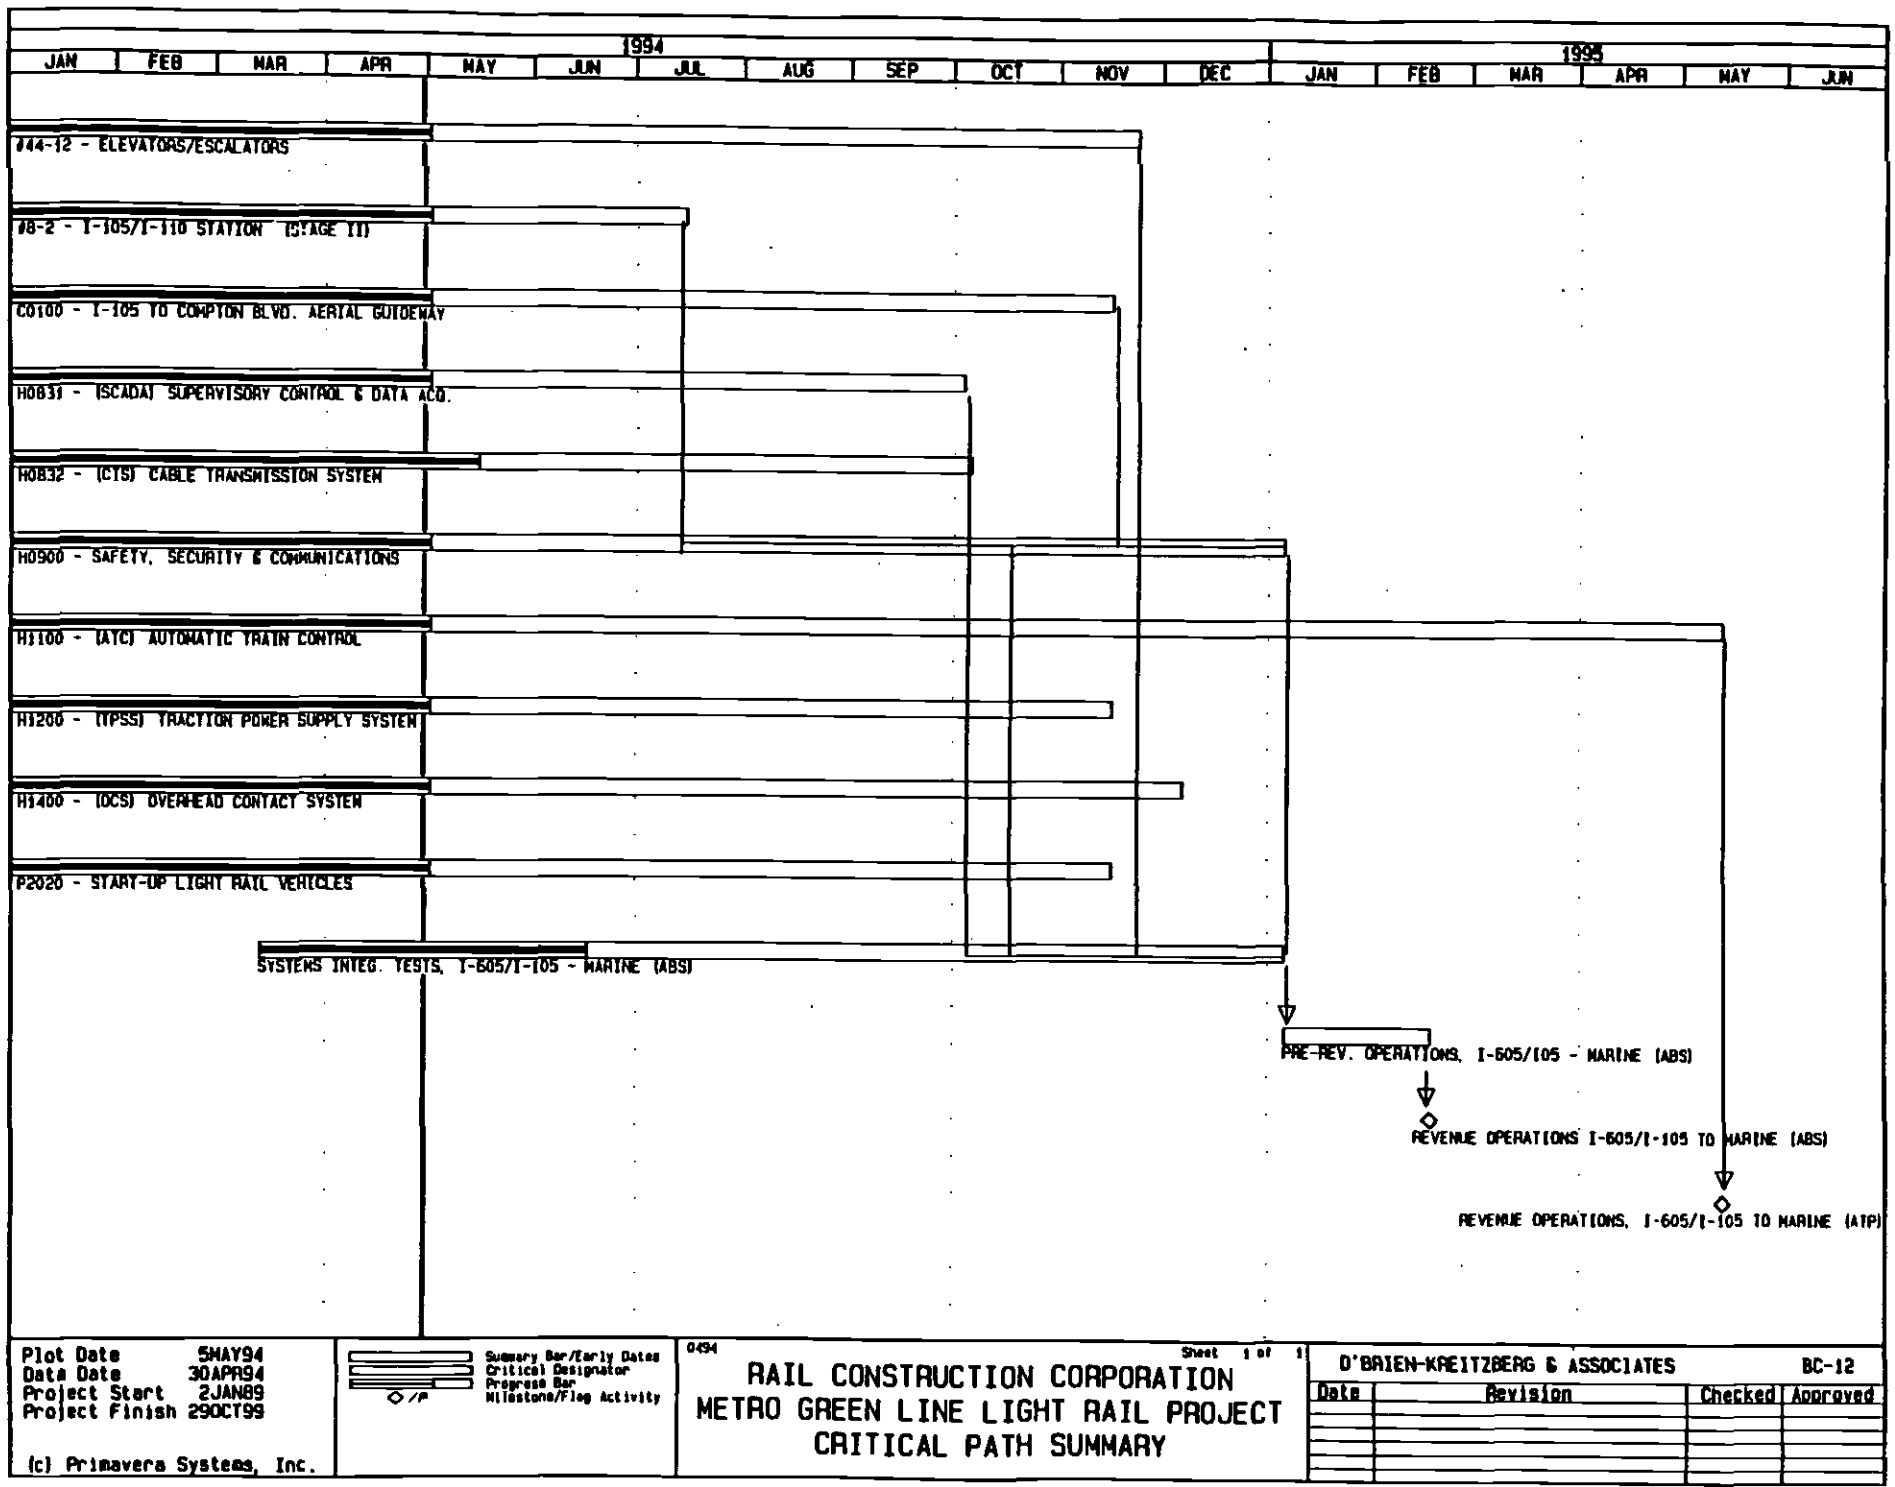 1994 1995
JAN FEB MAR APR MAY JUN JUL AUG SEP OCT NOV DEC JAN FEB MAR APR MAY JUN
#44-12 - ELEVATORS/ESCALATORS
#8-2 - I-105/I-110 STATION (STAGE II)
C0100 - I-105 TO COMPTON BLVD. AERIAL GUIDEWAY
H0831 - (SCADA) SUPERVISORY CONTROL & DATA ACQ.
H0832 - (CTS) CABLE TRANSMISSION SYSTEM
H0900 - SAFETY, SECURITY & COMMUNICATIONS
H1100 - (ATC) AUTOMATIC TRAIN CONTROL
H1200 - (TPSS) TRACTION POWER SUPPLY SYSTEM
H1400 - (OCS) OVERHEAD CONTACT SYSTEM
P2020 - START-UP LIGHT RAIL VEHICLES
SYSTEMS INTEG. TESTS, I-605/I-105 - MARINE (ABS)
PRE-REV. OPERATIONS, I-605/105 - MARINE (ABS)
REVENUE OPERATIONS I-605/I-105 TO MARINE (ABS)
REVENUE OPERATIONS, I-605/I-105 TO MARINE (ATP)
Plot Date 5MAY94
Data Date 30APR94
Project Start 2JAN89
Project Finish 29OCT99
(c) Primavera Systems, Inc.
Summary Bar/Early Dates
Critical Designator
Progress Bar
◇/P Milestone/Flag Activity
0494
Sheet 1 of 1
RAIL CONSTRUCTION CORPORATION
METRO GREEN LINE LIGHT RAIL PROJECT
CRITICAL PATH SUMMARY
O'BRIEN-KREITZBERG & ASSOCIATES BC-12
Date Revision Checked Approved